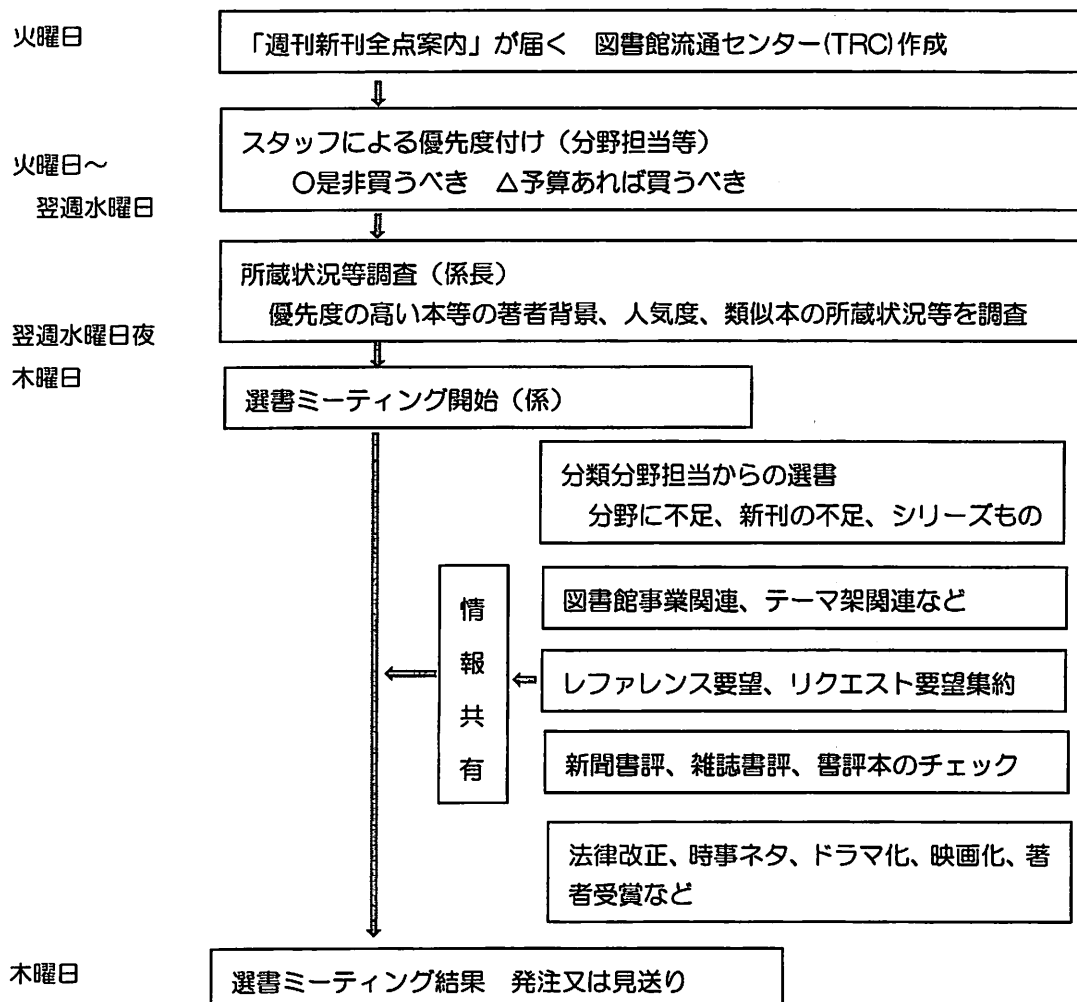 火曜日
「週刊新刊全点案内」が届く 図書館流通センター(TRC)作成
火曜日～
翌週水曜日
スタッフによる優先度付け（分野担当等）
〇是非買うべき △予算あれば買うべき
所蔵状況等調査（係長）
優先度の高い本等の著者背景、人気度、類似本の所蔵状況等を調査
翌週水曜日夜
木曜日
選書ミーティング開始（係）
分類分野担当からの選書
分野に不足、新刊の不足、シリーズもの
情報共有
図書館事業関連、テーマ架関連など
レファレンス要望、リクエスト要望集約
新聞書評、雑誌書評、書評本のチェック
法律改正、時事ネタ、ドラマ化、映画化、著
者受賞など
木曜日
選書ミーティング結果 発注又は見送り